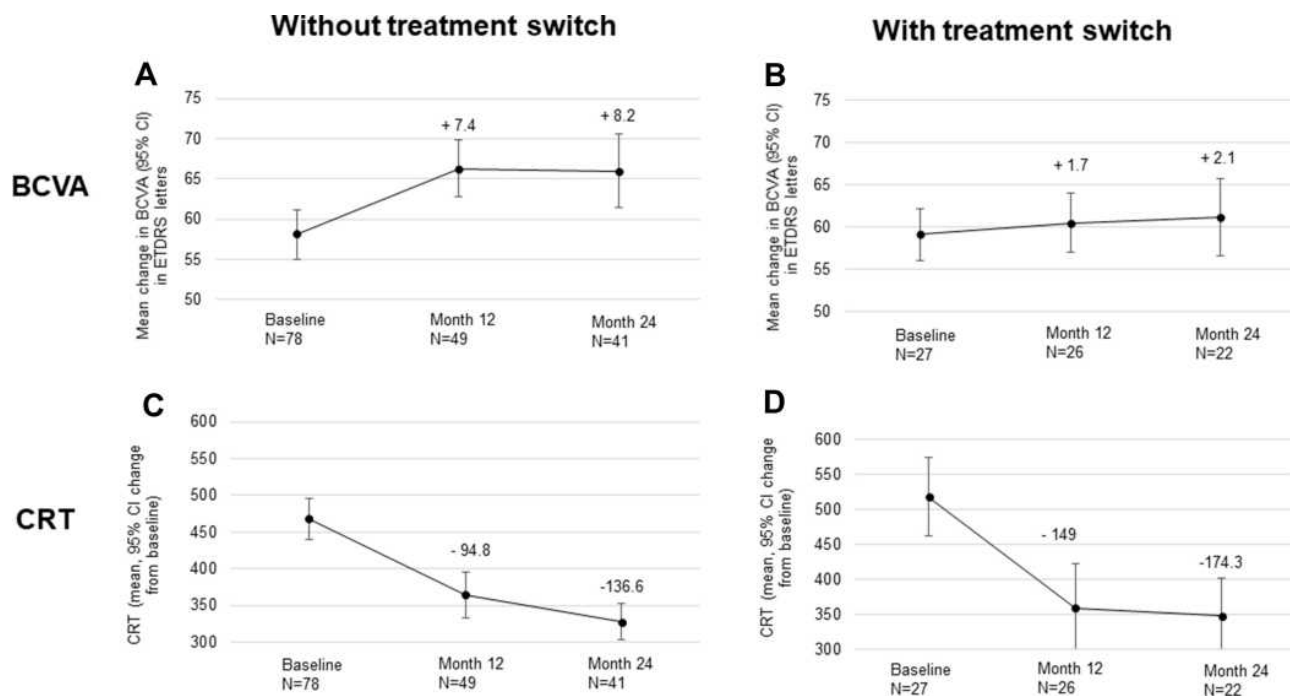 Without treatment switch
With treatment switch
BCVA
A
Mean change in BCVA (95% CI)
in ETDRS letters
75
70
65
60
55
50
+ 7.4
+ 8.2
Baseline
N=78
Month 12
N=49
Month 24
N=41
B
Mean change in BCVA (95% CI)
in ETDRS letters
75
70
65
60
55
50
+ 1.7
+ 2.1
Baseline
N=27
Month 12
N=26
Month 24
N=22
CRT
C
CRT (mean, 95% CI change
from baseline)
600
550
500
450
400
350
300
- 94.8
-136.6
Baseline
N=78
Month 12
N=49
Month 24
N=41
D
CRT (mean, 95% CI change
from baseline)
600
550
500
450
400
350
300
- 149
-174.3
Baseline
N=27
Month 12
N=26
Month 24
N=22